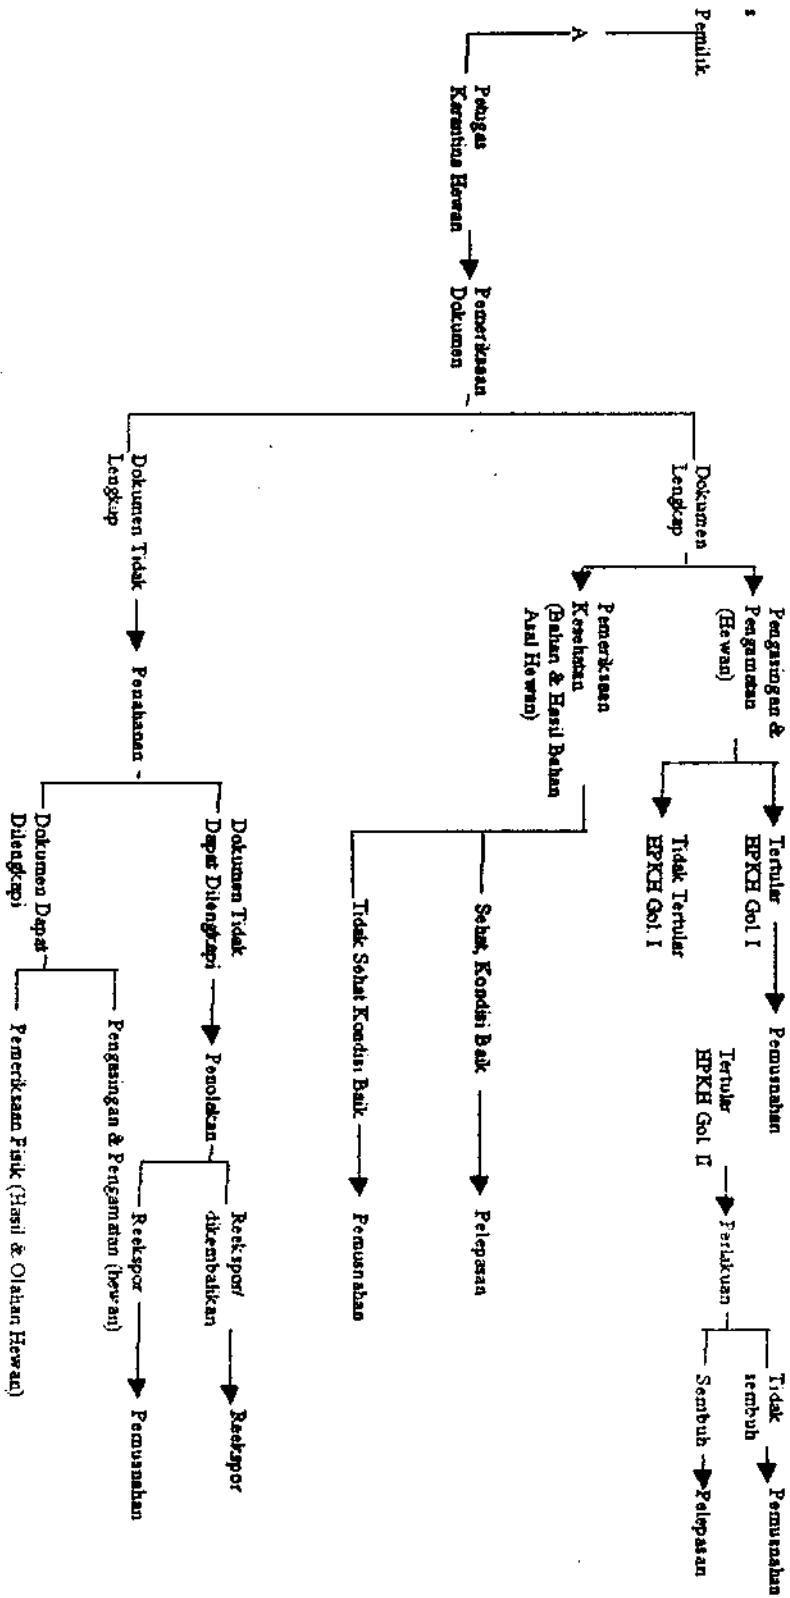 Pemilik
A
Petugas
Karantina Hewan
Pemeriksaan
Dokumen
Dokumen
Lengkap
Pengasingan &
Pengamatan
(Hewan)
Tertular
HPKH Gol I
Pemusnahan
Tidak Tertular
HPKH Gol. I
Tertular
HPKH Gol. II
Perlakuan
Tidak
sembuh
Pemusnahan
Sembuh
Pelepasan
Pemeriksaan
Kesehatan
(Bahan & Hasil Bahan
Asal Hewan)
Sehat, Kondisi Baik
Pelepasan
Tidak Sehat Kondisi Baik
Pemusnahan
Dokumen Tidak
Lengkap
Penahanan
Dokumen Tidak
Dapat Dilengkapi
Penolakan
Reekspor/
dikembalikan
Reekspor
Reekspor
Pemusnahan
Dokumen Dapat
Dilengkapi
Pengasingan & Pengamatan (hewan)
Pemeriksaan Fisik (Hasil & Olahan Hewan)